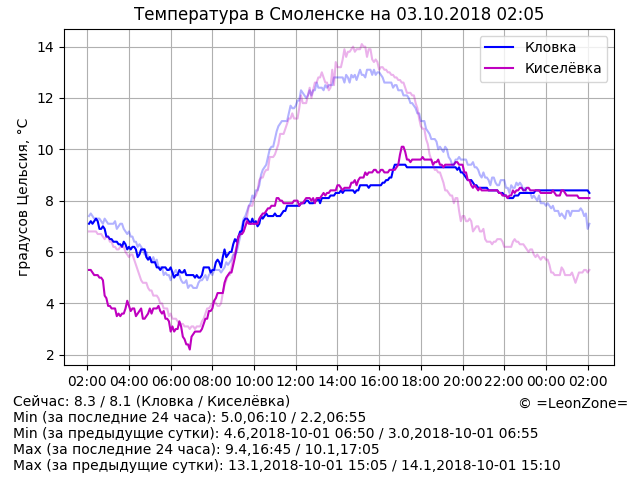 Температура в Смоленске на 03.10.2018 02:05
градусов Цельсия, °C
14
12
10
8
6
4
2
Кловка
Киселёвка
02:00 04:00 06:00 08:00 10:00 12:00 14:00 16:00 18:00 20:00 22:00 00:00 02:00
Сейчас: 8.3 / 8.1 (Кловка / Киселёвка)
© =LeonZone=
Min (за последние 24 часа): 5.0,06:10 / 2.2,06:55
Min (за предыдущие сутки): 4.6,2018-10-01 06:50 / 3.0,2018-10-01 06:55
Max (за последние 24 часа): 9.4,16:45 / 10.1,17:05
Max (за предыдущие сутки): 13.1,2018-10-01 15:05 / 14.1,2018-10-01 15:10